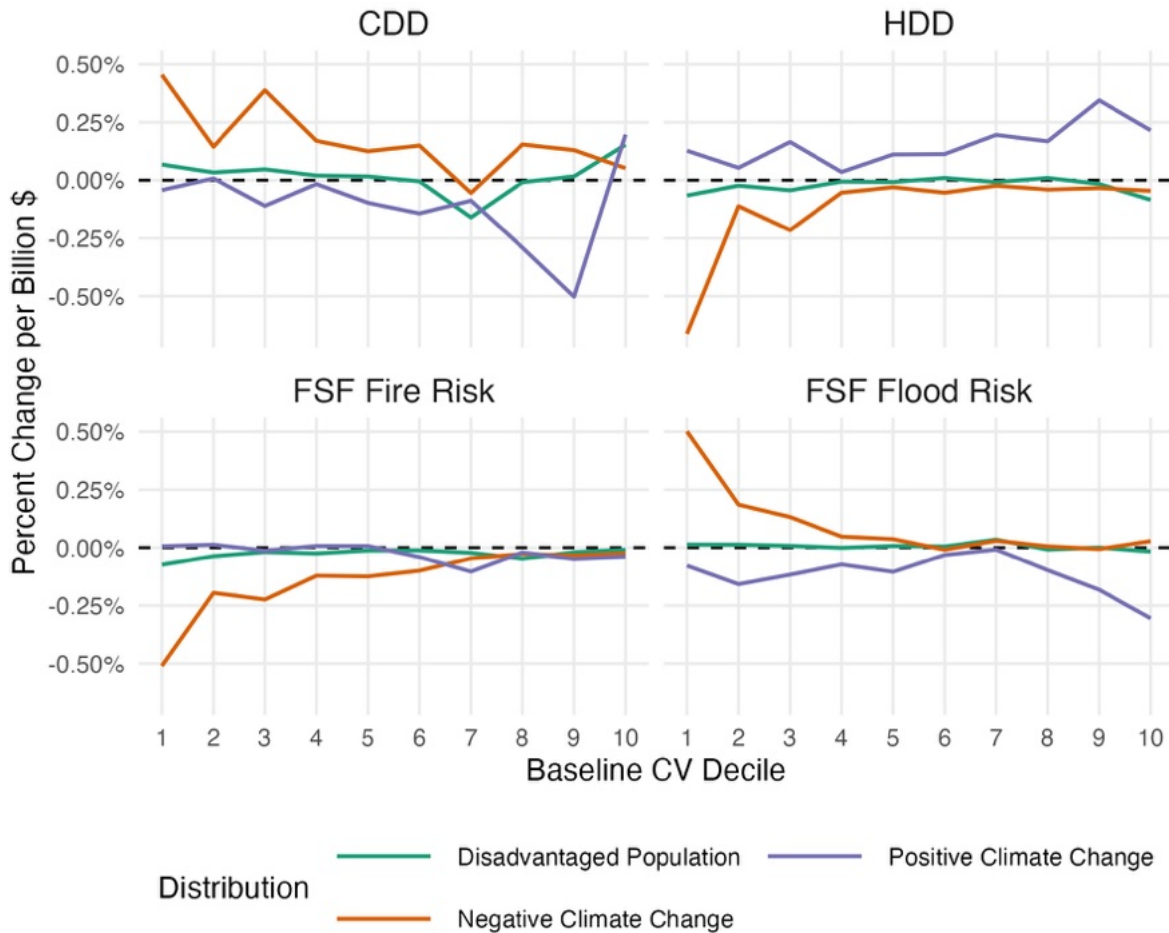 CDD
HDD
0.50%
0.25%
0.00%
-0.25%
-0.50%
FSF Fire Risk
FSF Flood Risk
0.50%
0.25%
0.00%
-0.25%
-0.50%
Percent Change per Billion $
1 2 3 4 5 6 7 8 9 10
1 2 3 4 5 6 7 8 9 10
Baseline CV Decile
Distribution
Disadvantaged Population
Positive Climate Change
Negative Climate Change